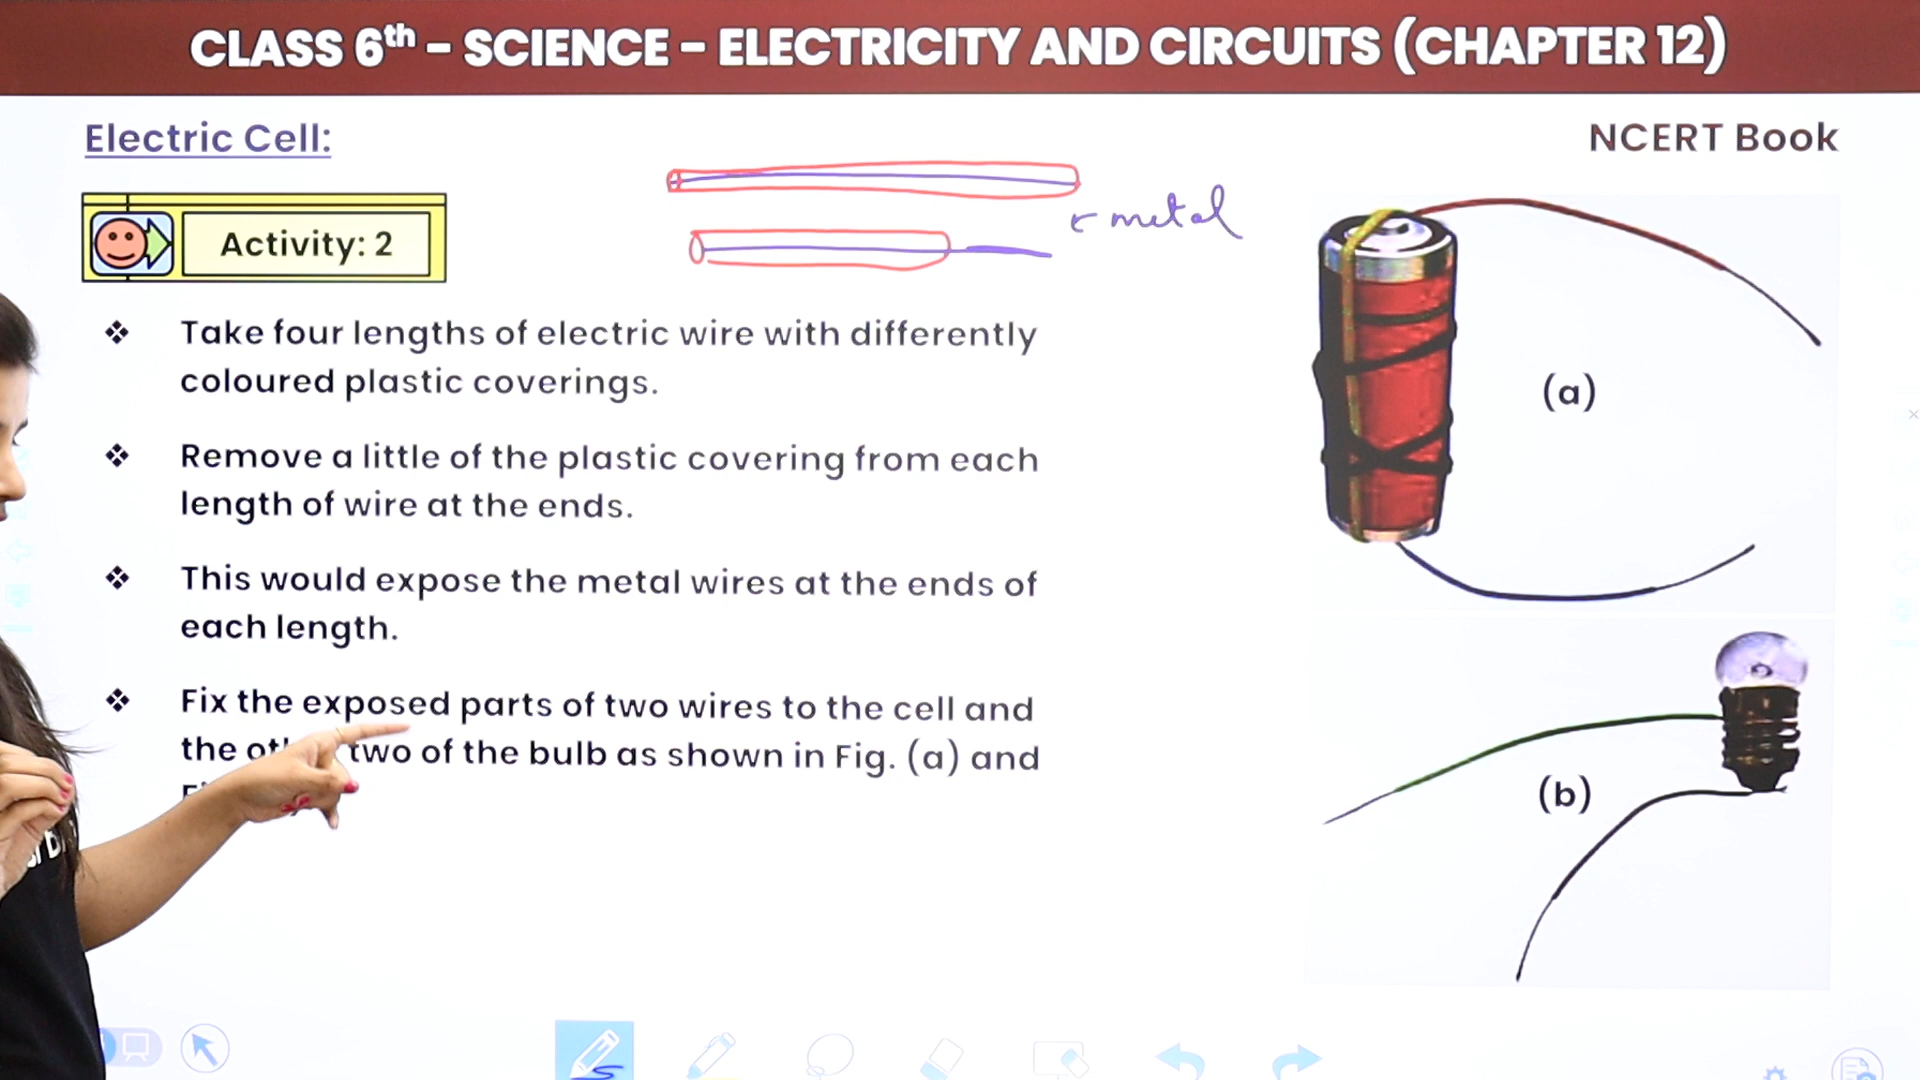 CLASS 6th - SCIENCE - ELECTRICITY AND CIRCUITS (CHAPTER 12)
Electric Cell:
NCERT Book
metal
Activity: 2
❖ Take four lengths of electric wire with differently
coloured plastic coverings.
❖ Remove a little of the plastic covering from each
length of wire at the ends.
❖ This would expose the metal wires at the ends of
each length.
❖ Fix the exposed parts of two wires to the cell and
the two of the bulb as shown in Fig. (a) and
(a)
(b)